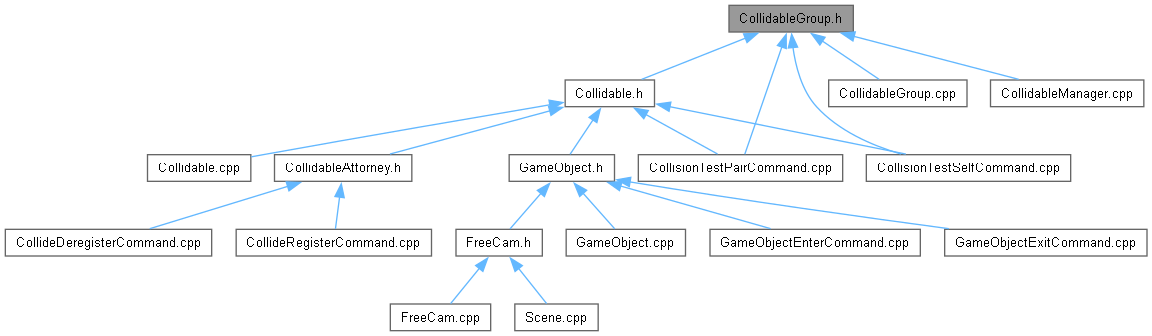 CollidableGroup.h
Collidable.h
CollidableGroup.cpp
CollidableManager.cpp
Collidable.cpp
CollidableAttorney.h
GameObject.h
CollisionTestPairCommand.cpp
CollisionTestSelfCommand.cpp
CollideDeregisterCommand.cpp
CollideRegisterCommand.cpp
FreeCam.h
GameObject.cpp
GameObjectEnterCommand.cpp
GameObjectExitCommand.cpp
FreeCam.cpp
Scene.cpp